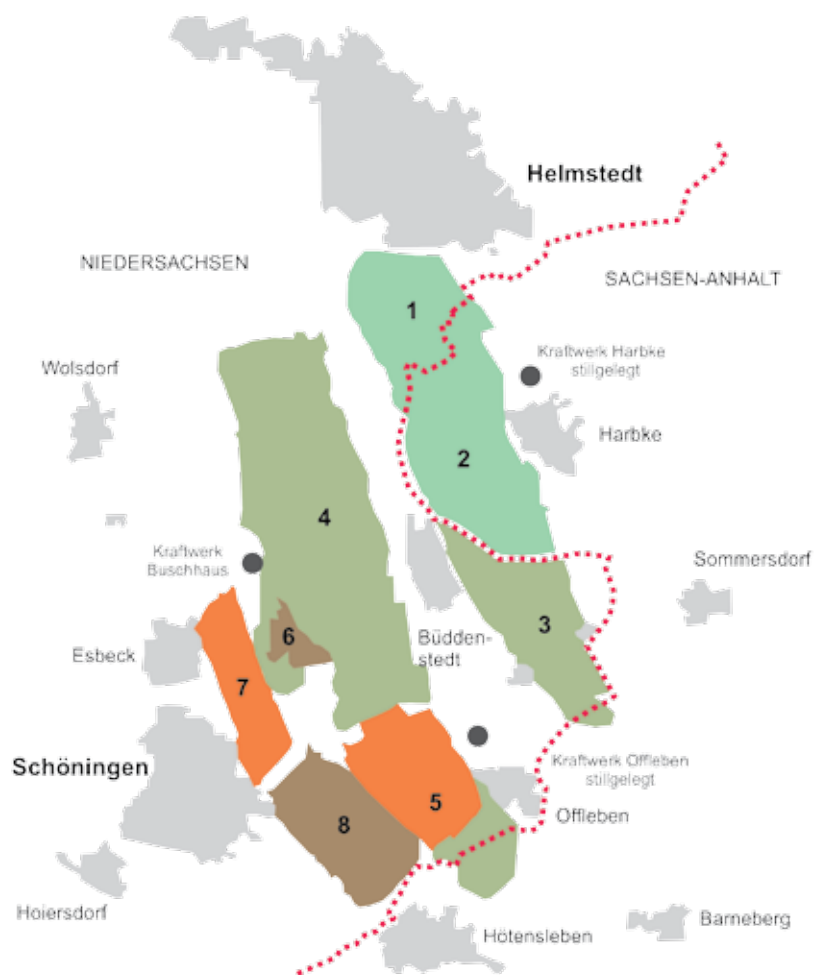 Helmstedt
NIEDERSACHSEN
SACHSEN-ANHALT
1
Kraftwerk Harbke
stillgelegt
Wolsdorf
Harbke
2
4
Kraftwerk
Buschhaus
Sommersdorf
3
6
Büdden-
stedt
Esbeck
7
Schöningen
Kraftwerk Offleben
stillgelegt
5
Offleben
8
Hoiersdorf
Hötensleben
Barneberg